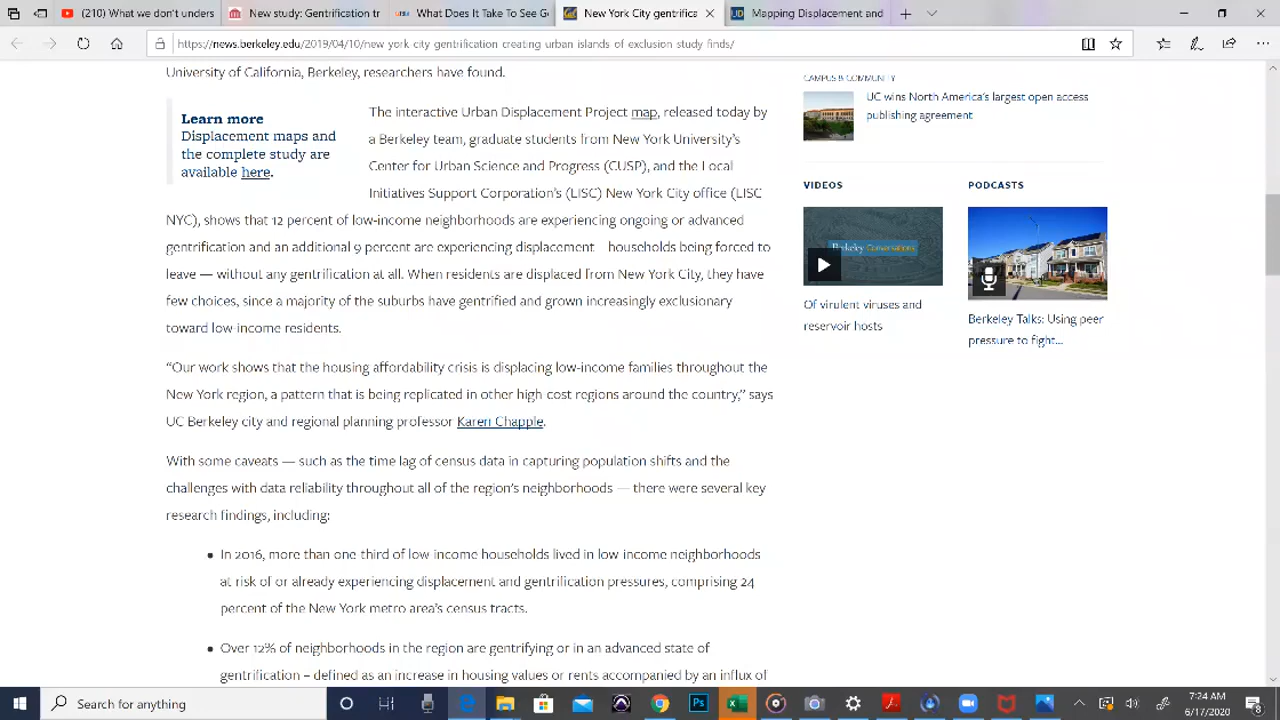 (210) What we don't unders
New study: Gentrification tr
What Does It Take To See G
New York City gentrifica
Mapping Displacement and
https://news.berkeley.edu/2019/04/10/new york city gentrification creating urban islands of exclusion study finds/
University of California, Berkeley, researchers have found.
Learn more
Displacement maps and
the complete study are
available here.
The interactive Urban Displacement Project map, released today by
a Berkeley team, graduate students from New York University's
Center for Urban Science and Progress (CUSP), and the Local
Initiatives Support Corporation's (LISC) New York City office (LISC
NYC), shows that 12 percent of low-income neighborhoods are experiencing ongoing or advanced
gentrification and an additional 9 percent are experiencing displacement households being forced to
leave — without any gentrification at all. When residents are displaced from New York City, they have
few choices, since a majority of the suburbs have gentrified and grown increasingly exclusionary
toward low-income residents.
"Our work shows that the housing affordability crisis is displacing low-income families throughout the
New York region, a pattern that is being replicated in other high cost regions around the country," says
UC Berkeley city and regional planning professor Karen Chapple.
With some caveats — such as the time lag of census data in capturing population shifts and the
challenges with data reliability throughout all of the region's neighborhoods — there were several key
research findings, including:
• In 2016, more than one third of low income households lived in low income neighborhoods
at risk of or already experiencing displacement and gentrification pressures, comprising 24
percent of the New York metro area's census tracts.
• Over 12% of neighborhoods in the region are gentrifying or in an advanced state of
gentrification – defined as an increase in housing values or rents accompanied by an influx of
CAMPUS & COMMUNITY
UC wins North America's largest open access
publishing agreement
VIDEOS
Berkeley Conversations
Of virulent viruses and
reservoir hosts
PODCASTS
Berkeley Talks: Using peer
pressure to fight...
Search for anything
Ps
7:24 AM
6/17/2020